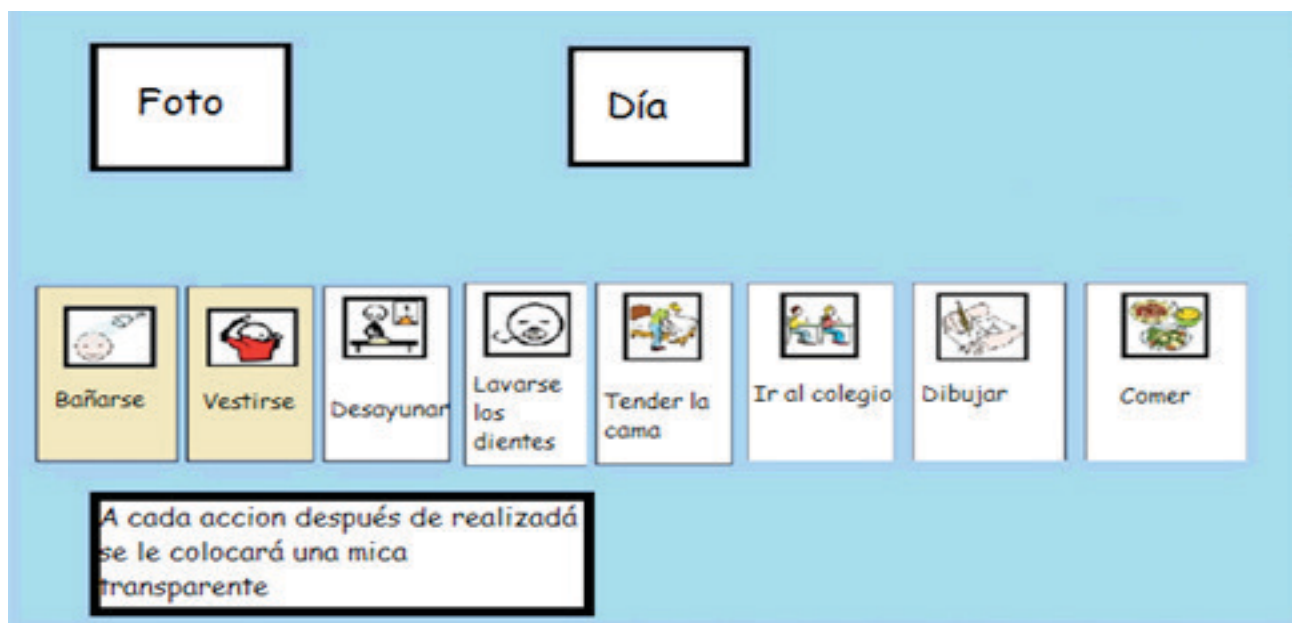 Foto
Día
Bañarse
Vestirse
Desayunar
Lavarse
los
dientes
Tender la
cama
Ir al colegio
Dibujar
Comer
A cada accion después de realizadá
se le colocará una mica
transparente